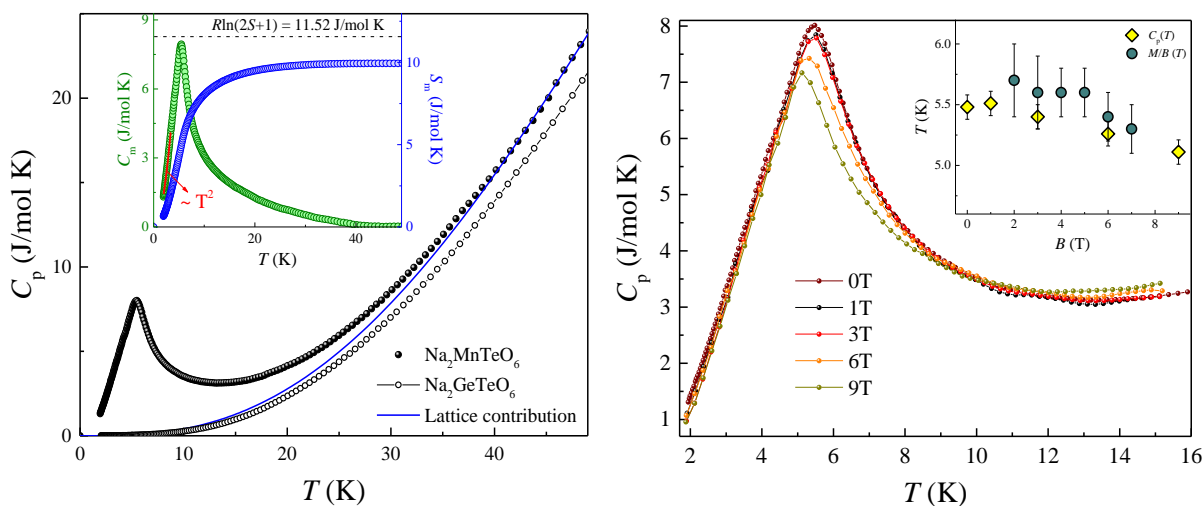 C_p (J/mol K)
20
10
0
0 10 20 30 40
T (K)
Na₂MnTeO₆
Na₂GeTeO₆
Lattice contribution
Rln(2S+1) = 11.52 J/mol K
C_m (J/mol K)
9
6
3
0
~ T²
0 20 40
T (K)
10
5
0
S_m (J/mol K)
C_p (J/mol K)
8
7
6
5
4
3
2
1
2 4 6 8 10 12 14 16
T (K)
0T
1T
3T
6T
9T
C_p(T)
M/B (T)
T (K)
6.0
5.5
5.0
0 2 4 6 8
B (T)